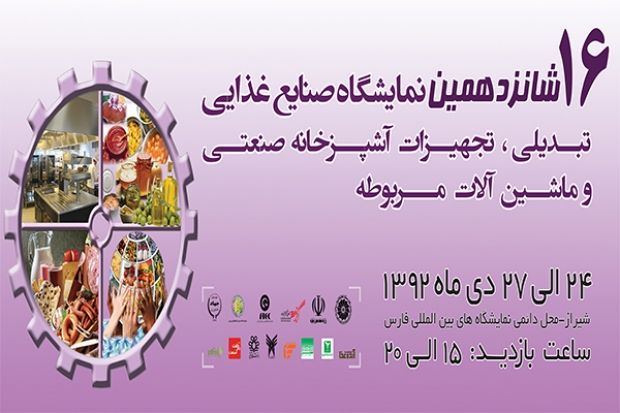 ۱۶ شانزدهمین نمایشگاه صنایع غذایی
تبدیلی ، تجهیزات آشپزخانه صنعتی
و ماشین آلات مربوطه
۲۴ الی ۲۷ دی ماه ۱۳۹۲
شیراز-محل دائمی نمایشگاه های بین المللی فارس
ساعت بازدید: ۱۵ الی ۲۰